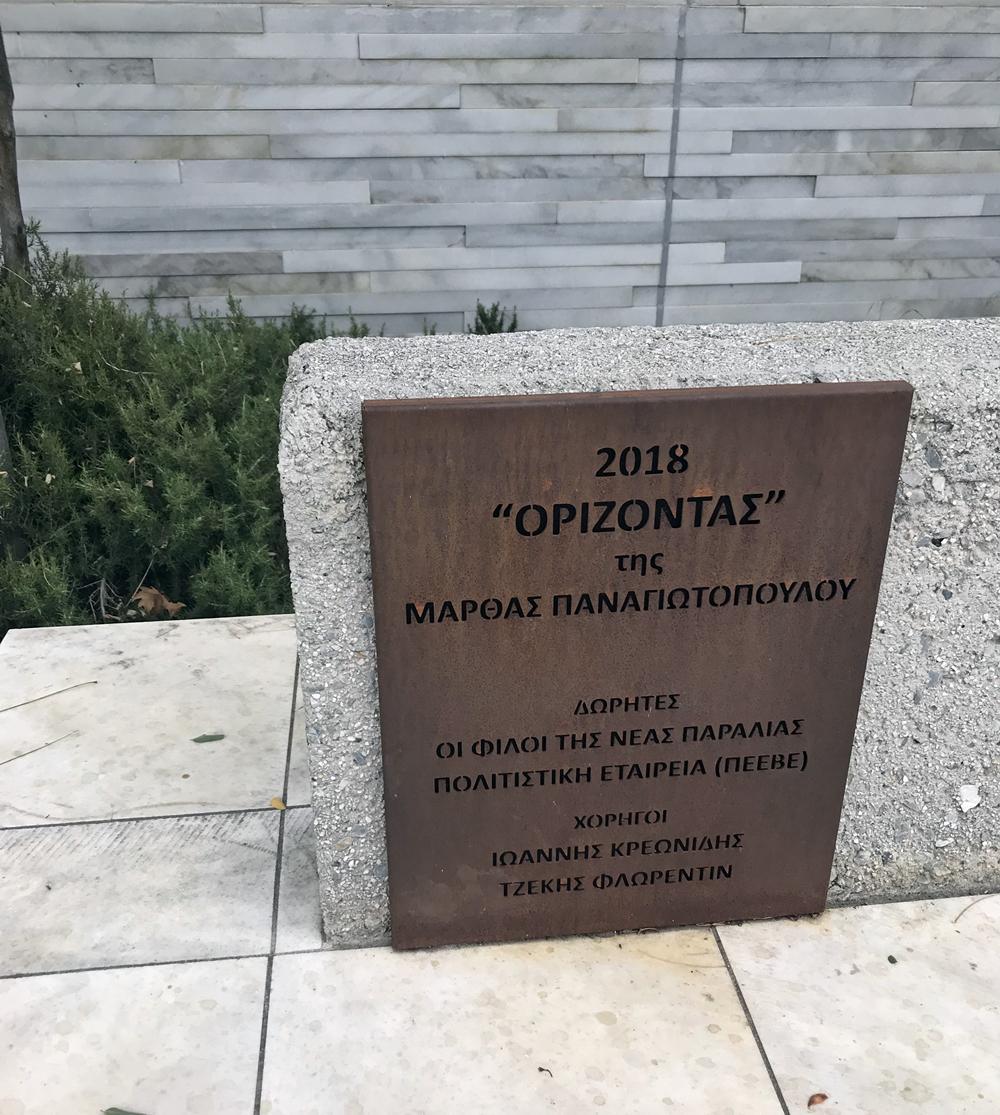 2018
“ΟΡΙΖΟΝΤΑΣ”
της
ΜΑΡΘΑΣ ΠΑΝΑΓΙΩΤΟΠΟΥΛΟΥ
ΔΩΡΗΤΕΣ
ΟΙ ΦΙΛΟΙ ΤΗΣ ΝΕΑΣ ΠΑΡΑΛΙΑΣ
ΠΟΛΙΤΙΣΤΙΚΗ ΕΤΑΙΡΕΙΑ (ΠΕΕΒΕ)
ΧΟΡΗΓΟΙ
ΙΩΑΝΝΗΣ ΚΡΕΩΝΙΔΗΣ
ΤΖΕΚΗΣ ΦΛΩΡΕΝΤΙΝ